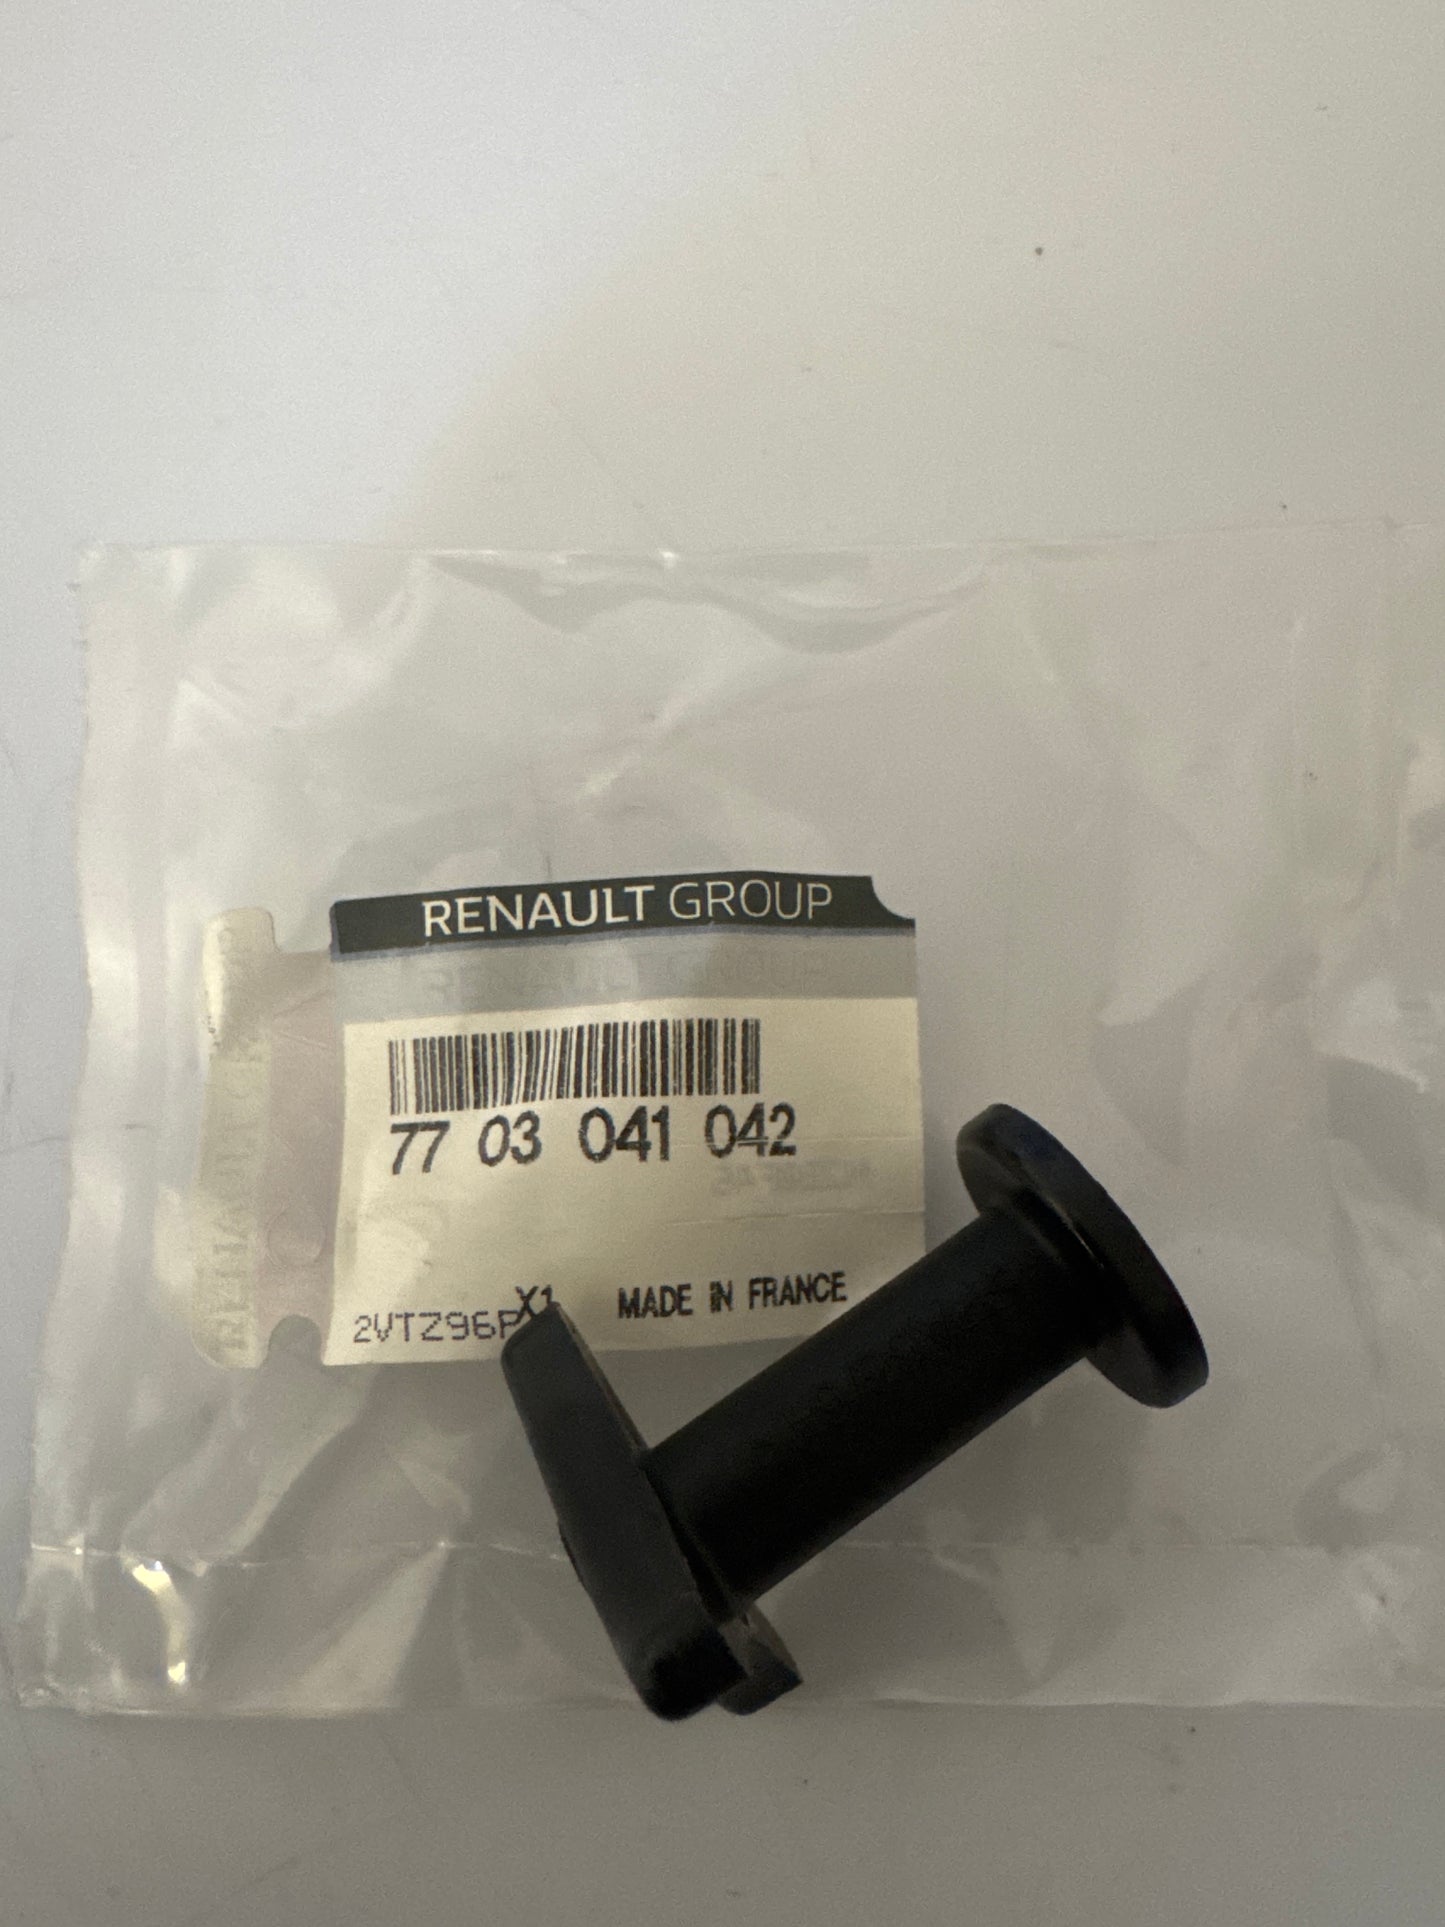 RENAULT GROUP
77 03 041 042
X1 MADE IN FRANCE
2VTZ96P